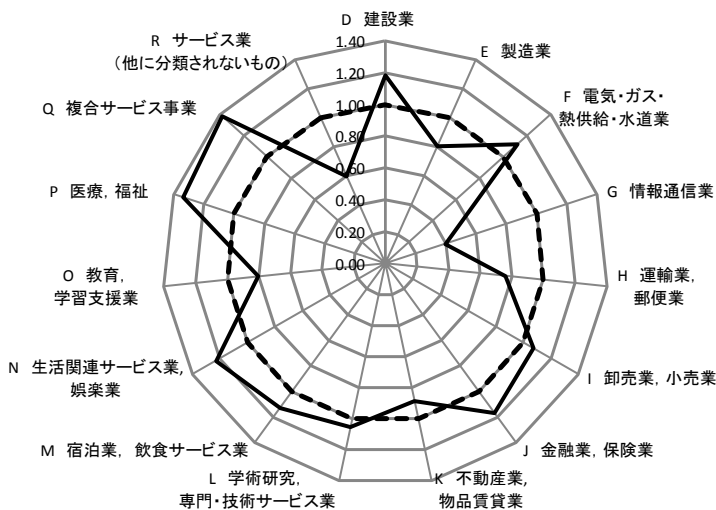 D 建設業
1.40
1.20
1.00
0.80
0.60
0.40
0.20
0.00
E 製造業
F 電気・ガス・
熱供給・水道業
G 情報通信業
H 運輸業,
郵便業
I 卸売業, 小売業
J 金融業, 保険業
K 不動産業,
物品賃貸業
L 学術研究,
専門・技術サービス業
M 宿泊業, 飲食サービス業
N 生活関連サービス業,
娯楽業
O 教育,
学習支援業
P 医療, 福祉
Q 複合サービス事業
R サービス業
(他に分類されないもの)